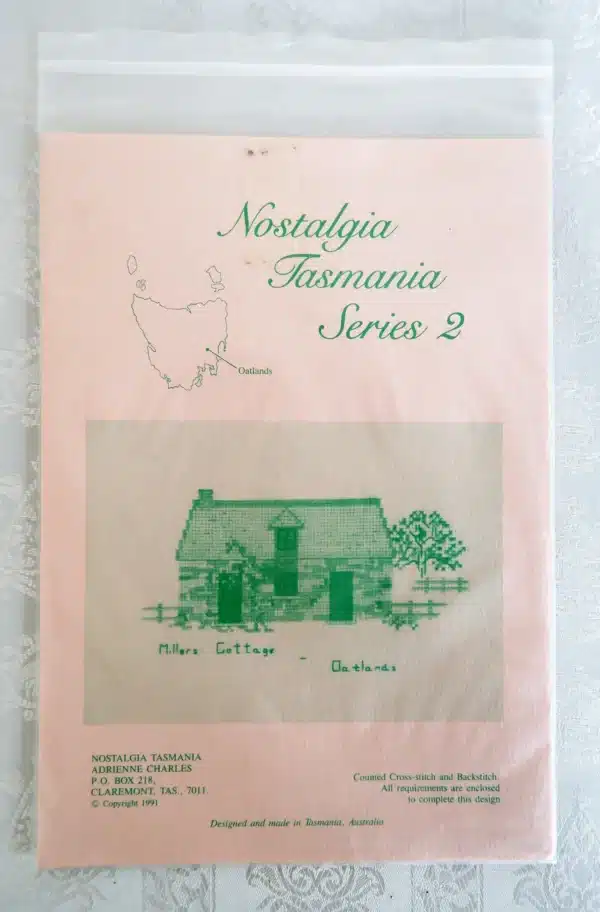 Nostalgia
Tasmania
Series 2
Oatlands
Millers Cottage - Oatlands
NOSTALGIA TASMANIA
ADRIENNE CHARLES
P.O. BOX 218,
CLAREMONT, TAS., 7011.
© Copyright 1991
Counted Cross-stitch and Backstitch.
All requirements are enclosed
to complete this design
Designed and made in Tasmania, Australia